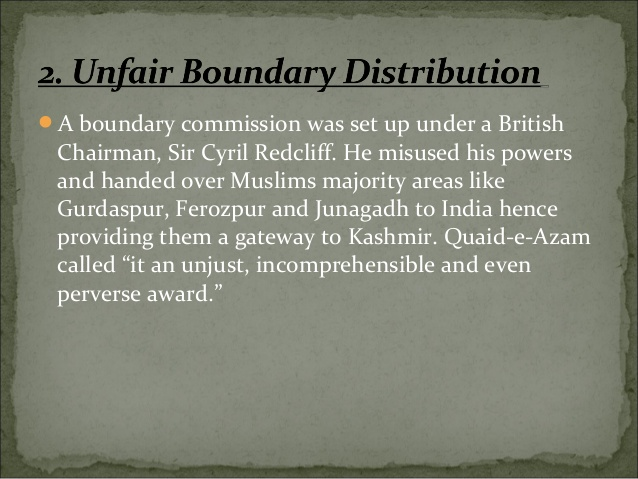 2. Unfair Boundary Distribution
A boundary commission was set up under a British
Chairman, Sir Cyril Redcliff. He misused his powers
and handed over Muslims majority areas like
Gurdaspur, Ferozpur and Junagadh to India hence
providing them a gateway to Kashmir. Quaid-e-Azam
called “it an unjust, incomprehensible and even
perverse award.”